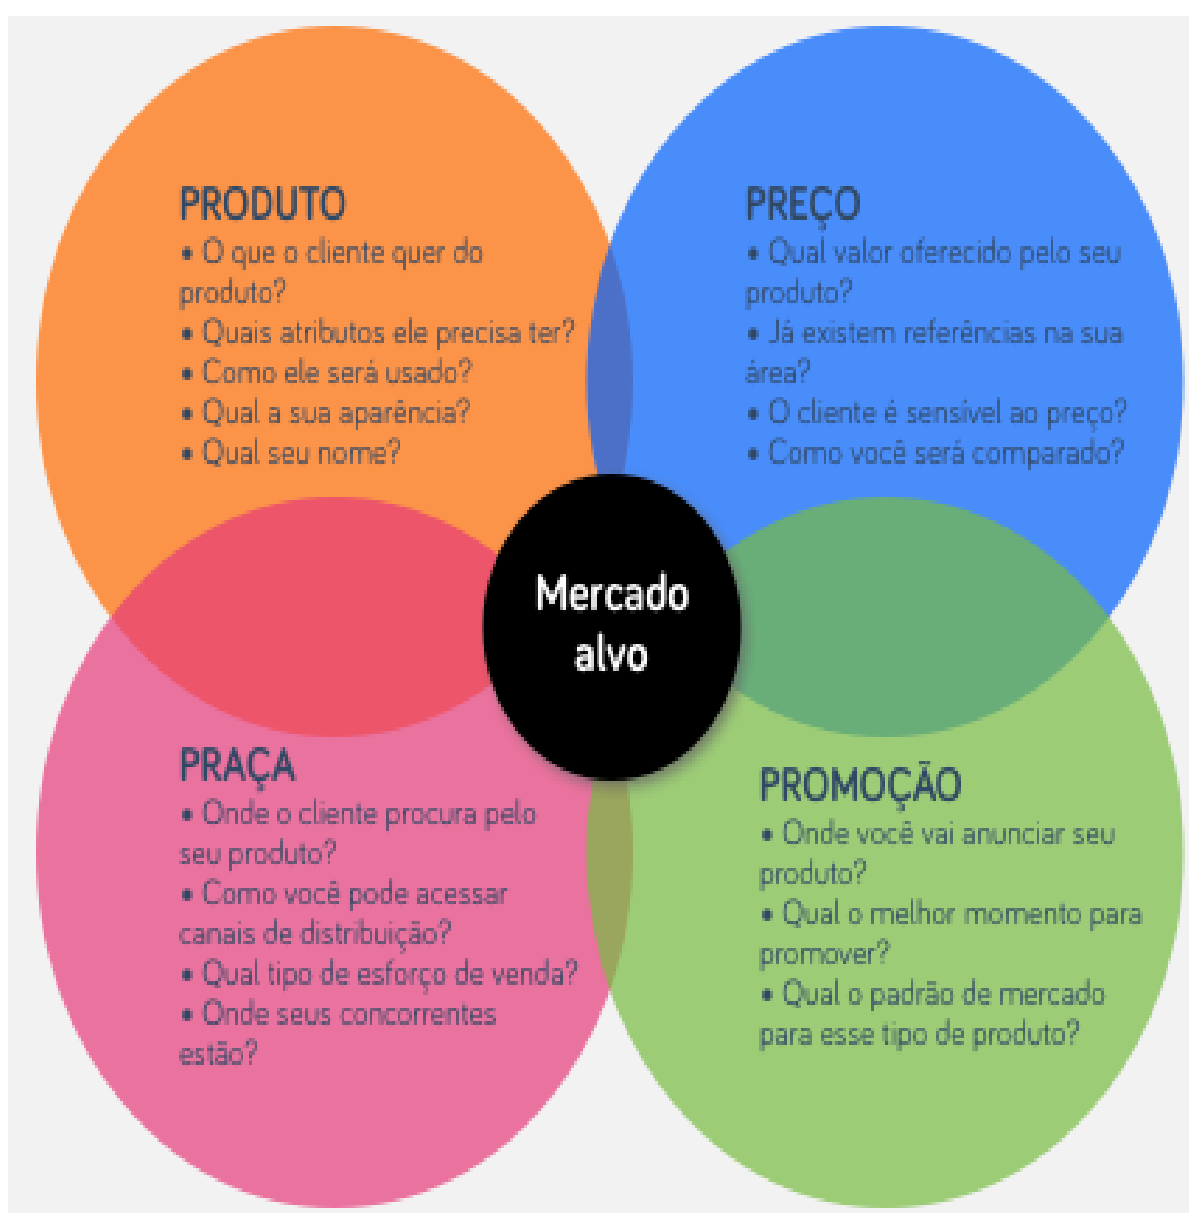 PRODUTO
• O que o cliente quer do
produto?
• Quais atributos ele precisa ter?
• Como ele será usado?
• Qual a sua aparência?
• Qual seu nome?
PREÇO
• Qual valor oferecido pelo seu
produto?
• Já existem referências na sua
área?
• O cliente é sensível ao preço?
• Como você será comparado?
Mercado
alvo
PRAÇA
• Onde o cliente procura pelo
seu produto?
• Como você pode acessar
canais de distribuição?
• Qual tipo de esforço de venda?
• Onde seus concorrentes
estão?
PROMOÇÃO
• Onde você vai anunciar seu
produto?
• Qual o melhor momento para
promover?
• Qual o padrão de mercado
para esse tipo de produto?